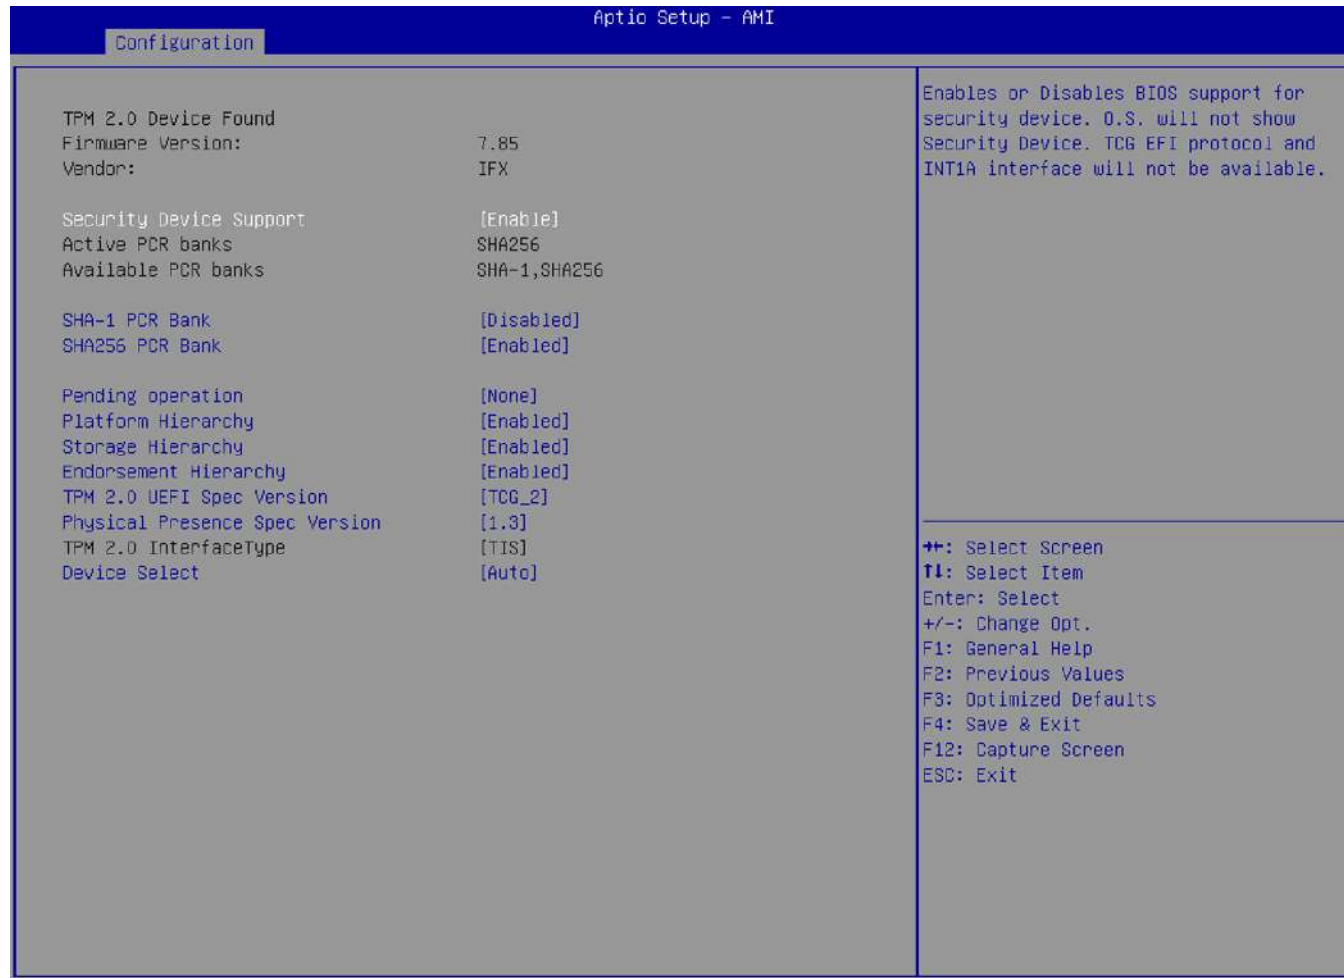 Aptio Setup - AMI
Configuration
TPM 2.0 Device Found
Firmware Version: 7.85
Vendor: IFX
Security Device Support [Enable]
Active PCR banks SHA256
Available PCR banks SHA-1,SHA256
SHA-1 PCR Bank [Disabled]
SHA256 PCR Bank [Enabled]
Pending operation [None]
Platform Hierarchy [Enabled]
Storage Hierarchy [Enabled]
Endorsement Hierarchy [Enabled]
TPM 2.0 UEFI Spec Version [TCG_2]
Physical Presence Spec Version [1.3]
TPM 2.0 InterfaceType [TIS]
Device Select [Auto]
Enables or Disables BIOS support for
security device. O.S. will not show
Security Device. TCG EFI protocol and
INT1A interface will not be available.
→←: Select Screen
↑↓: Select Item
Enter: Select
+/-: Change Opt.
F1: General Help
F2: Previous Values
F3: Optimized Defaults
F4: Save & Exit
F12: Capture Screen
ESC: Exit